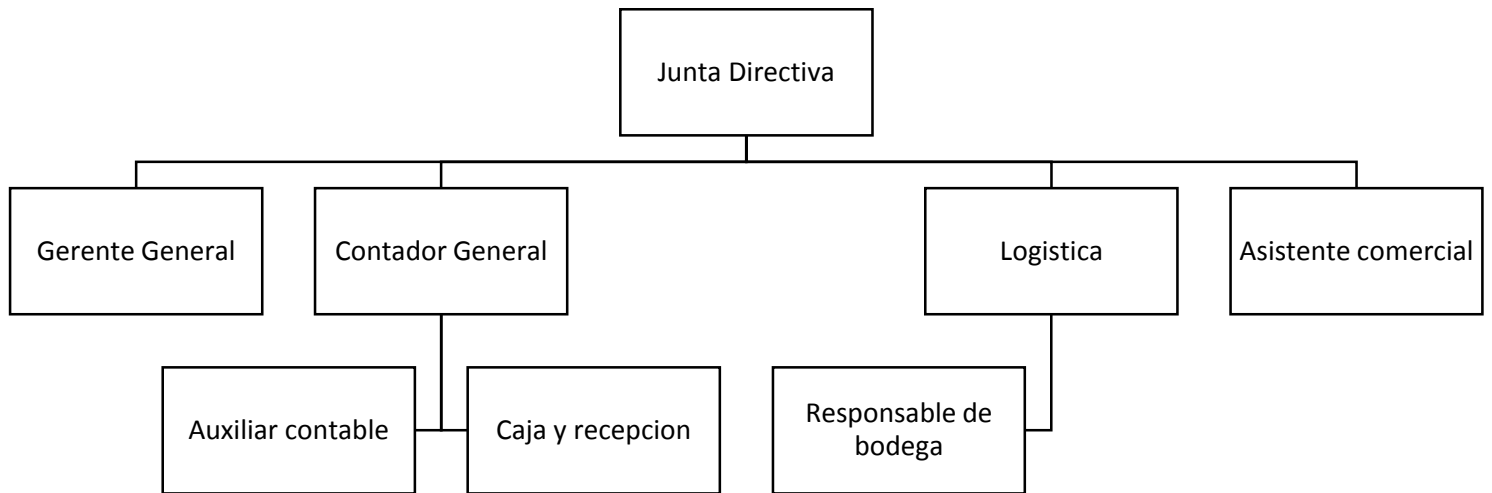 Junta Directiva
Gerente General
Contador General
Logistica
Asistente comercial
Auxiliar contable
Caja y recepcion
Responsable de
bodega